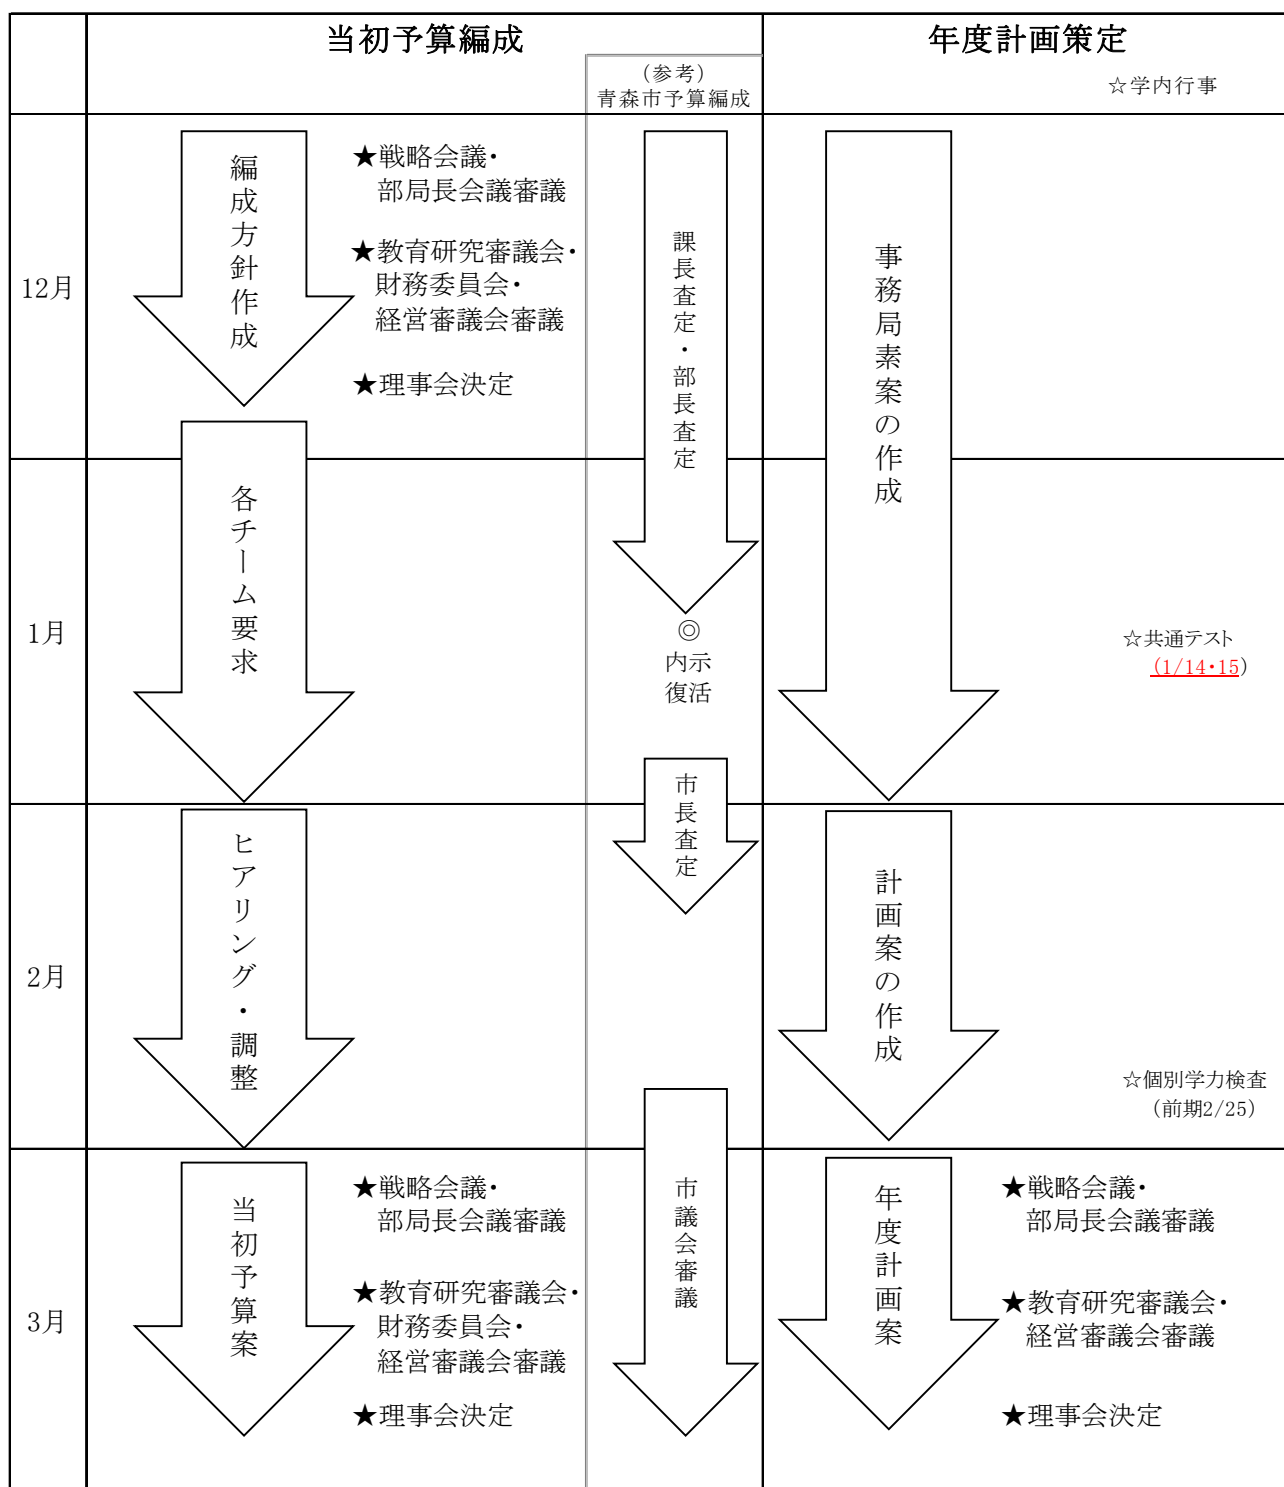 当初予算編成
年度計画策定
(参考)
青森市予算編成
☆学内行事
12月
編成方針作成
★戦略会議・
部局長会議審議
★教育研究審議会・
財務委員会・
経営審議会審議
★理事会決定
課長査定・部長査定
事務局素案の作成
1月
各チーム要求
◎
内示
復活
☆共通テスト
(1/14・15)
市長査定
2月
ヒアリング・調整
計画案の作成
☆個別学力検査
(前期2/25)
3月
当初予算案
★戦略会議・
部局長会議審議
★教育研究審議会・
財務委員会・
経営審議会審議
★理事会決定
市議会審議
年度計画案
★戦略会議・
部局長会議審議
★教育研究審議会・
経営審議会審議
★理事会決定